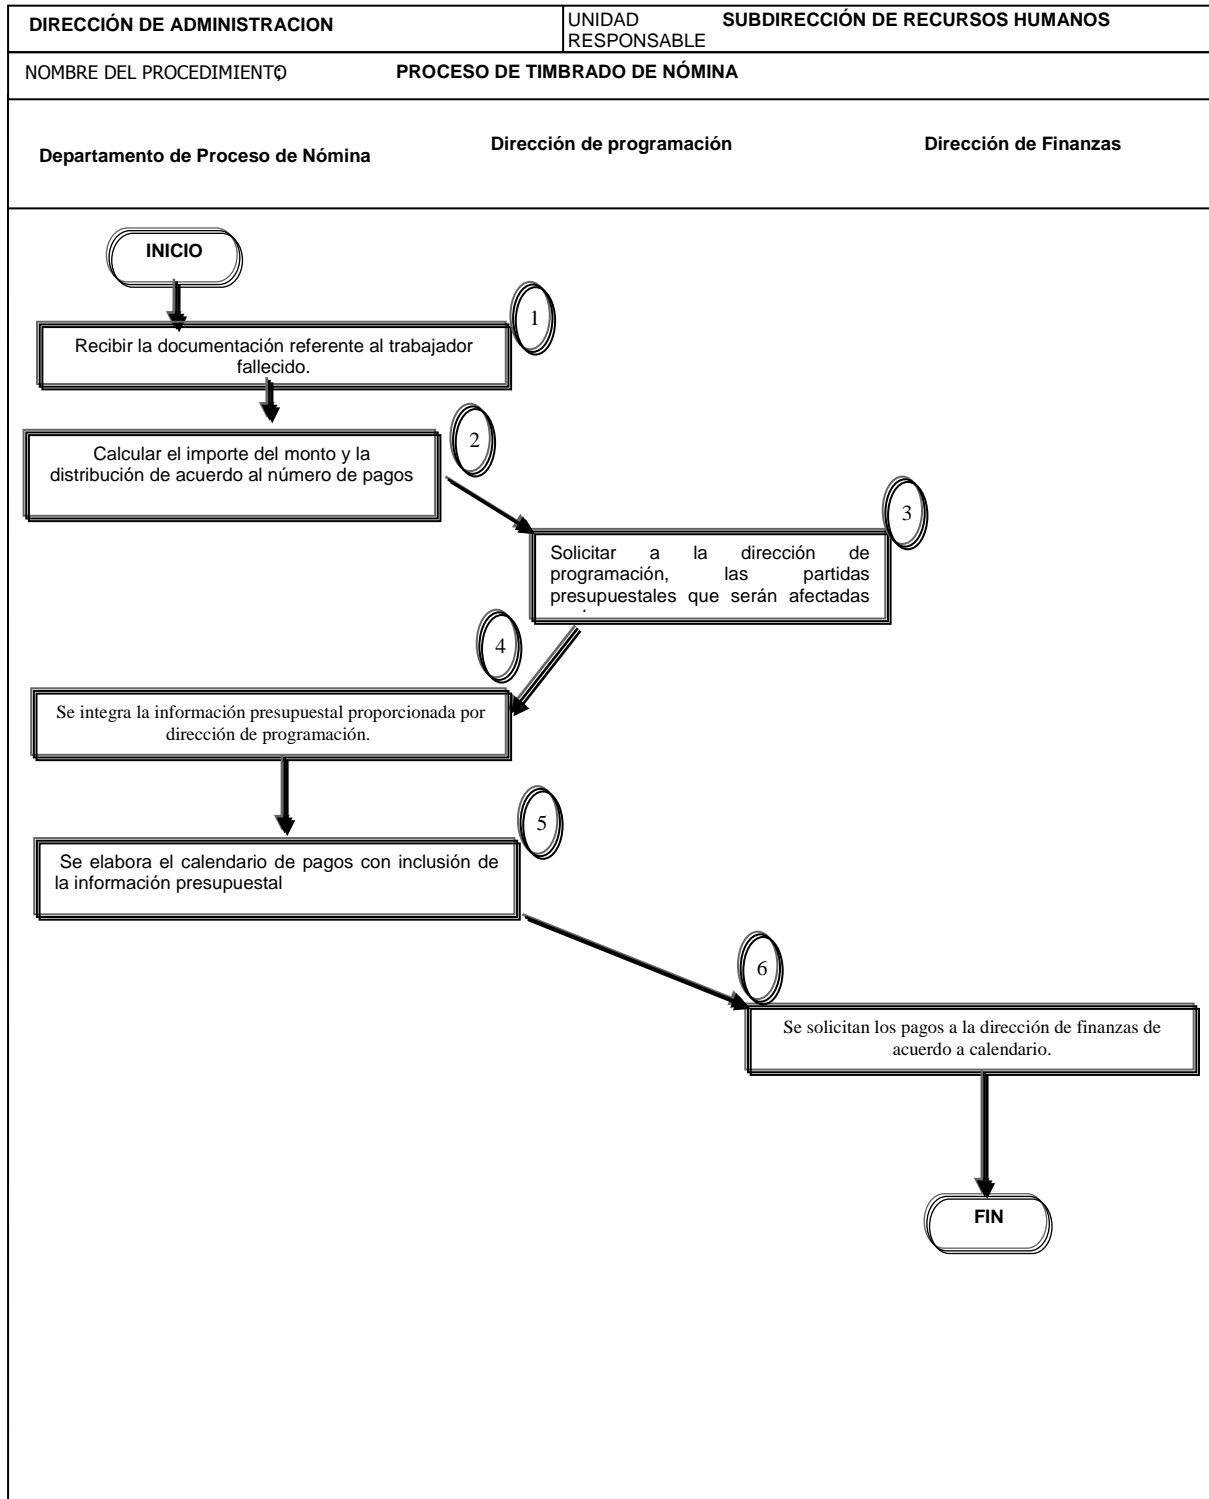 DIRECCIÓN DE ADMINISTRACION
UNIDAD
RESPONSABLE
SUBDIRECCIÓN DE RECURSOS HUMANOS
NOMBRE DEL PROCEDIMIENTO:
PROCESO DE TIMBRADO DE NÓMINA
Departamento de Proceso de Nómina
Dirección de programación
Dirección de Finanzas
INICIO
1
Recibir la documentación referente al trabajador
fallecido.
2
Calcular el importe del monto y la
distribución de acuerdo al número de pagos
3
Solicitar a la dirección de
programación, las partidas
presupuestales que serán afectadas
4
Se integra la información presupuestal proporcionada por
dirección de programación.
5
Se elabora el calendario de pagos con inclusión de
la información presupuestal
6
Se solicitan los pagos a la dirección de finanzas de
acuerdo a calendario.
FIN